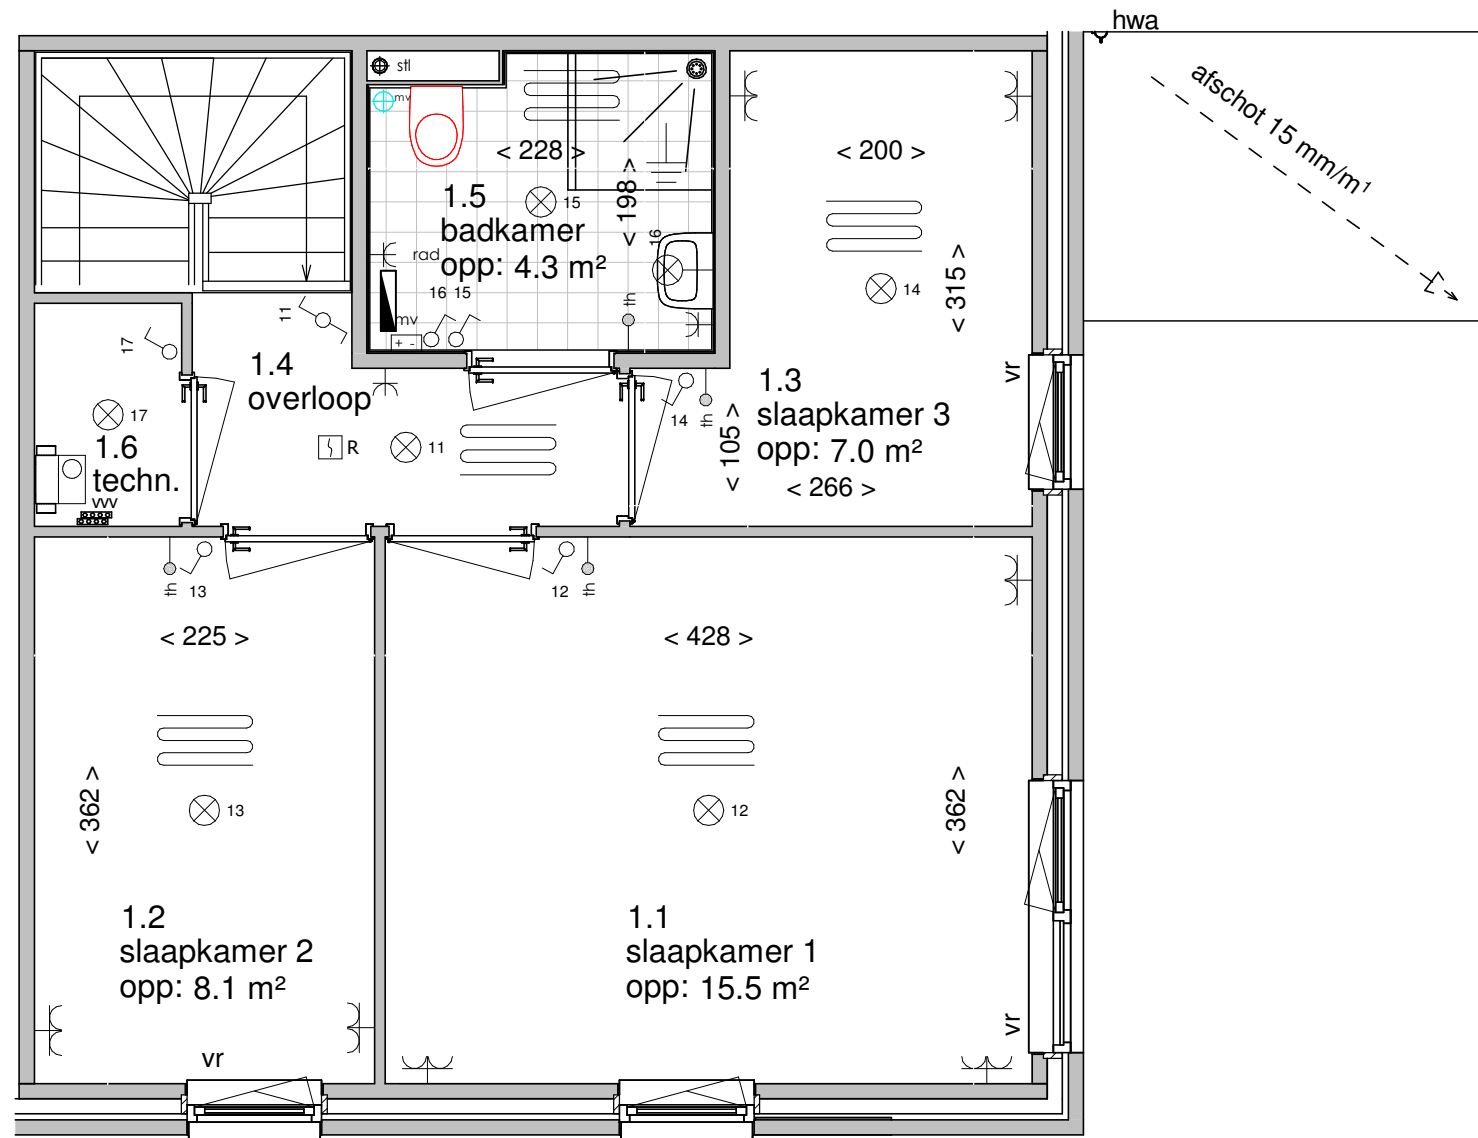 hwa
afschot 15 mm/m¹
stl
mv
< 228 >
< 198 >
1.5
badkamer
opp: 4.3 m²
15
16
rad
16 15
mv
+ -
th
< 200 >
< 315 >
14
1.3
slaapkamer 3
opp: 7.0 m²
< 266 >
< 105 >
14
th
vr
11
1.4
overloop
R
11
17
17
1.6
techn.
vvv
th
13
12
th
< 225 >
< 428 >
< 362 >
< 362 >
13
12
1.2
slaapkamer 2
opp: 8.1 m²
1.1
slaapkamer 1
opp: 15.5 m²
vr
vr